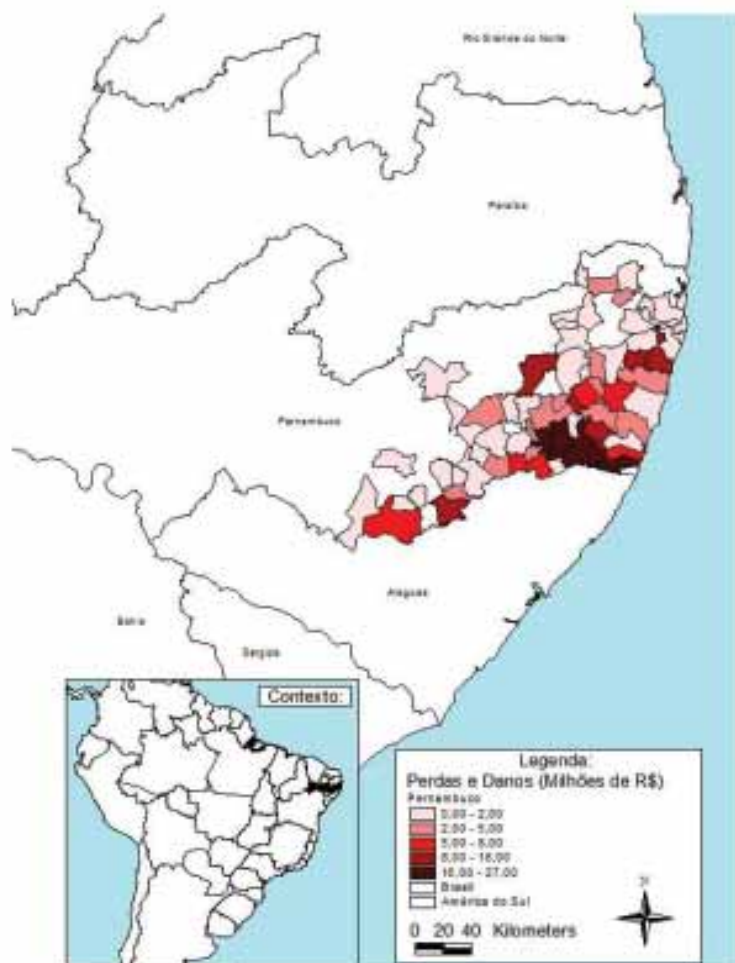 Rio Grande do Norte
Paraíba
Pernambuco
Alagoas
Bahia
Sergipe
Contexto:
Legenda:
Perdas e Danos (Milhões de R$)
Pernambuco
0,00 - 2,00
2,00 - 5,00
5,00 - 8,00
8,00 - 16,00
16,00 - 27,00
Brasil
América do Sul
0 20 40 Kilometers